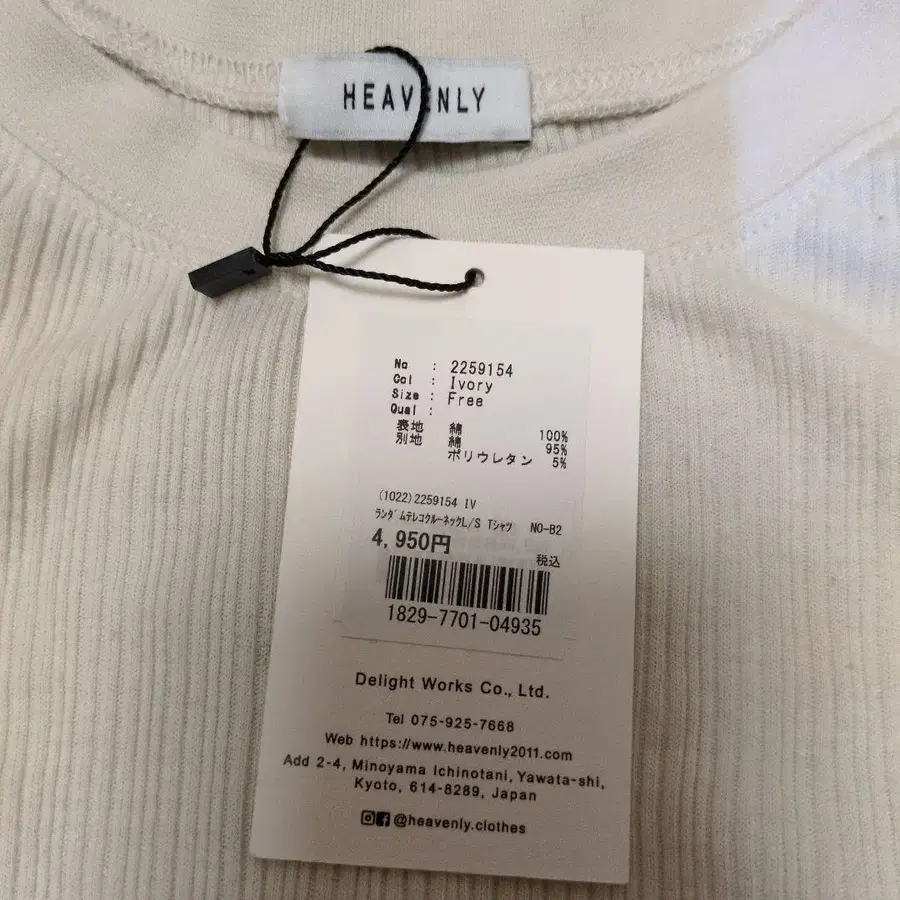 HEAVENLY
No : 2259154
Col : Ivory
Size : Free
Qual :
表地 綿 100%
別地 綿 95%
ポリウレタン 5%
(1022)2259154 IV
ランダムテレコクルーネックL/S Tシャツ NO-B2
4,950円
税込
1829-7701-04935
Delight Works Co., Ltd.
Tel 075-925-7668
Web https://www.heavenly2011.com
Add 2-4, Minoyama Ichinotani, Yawata-shi,
Kyoto, 614-8289, Japan
@heavenly.clothes